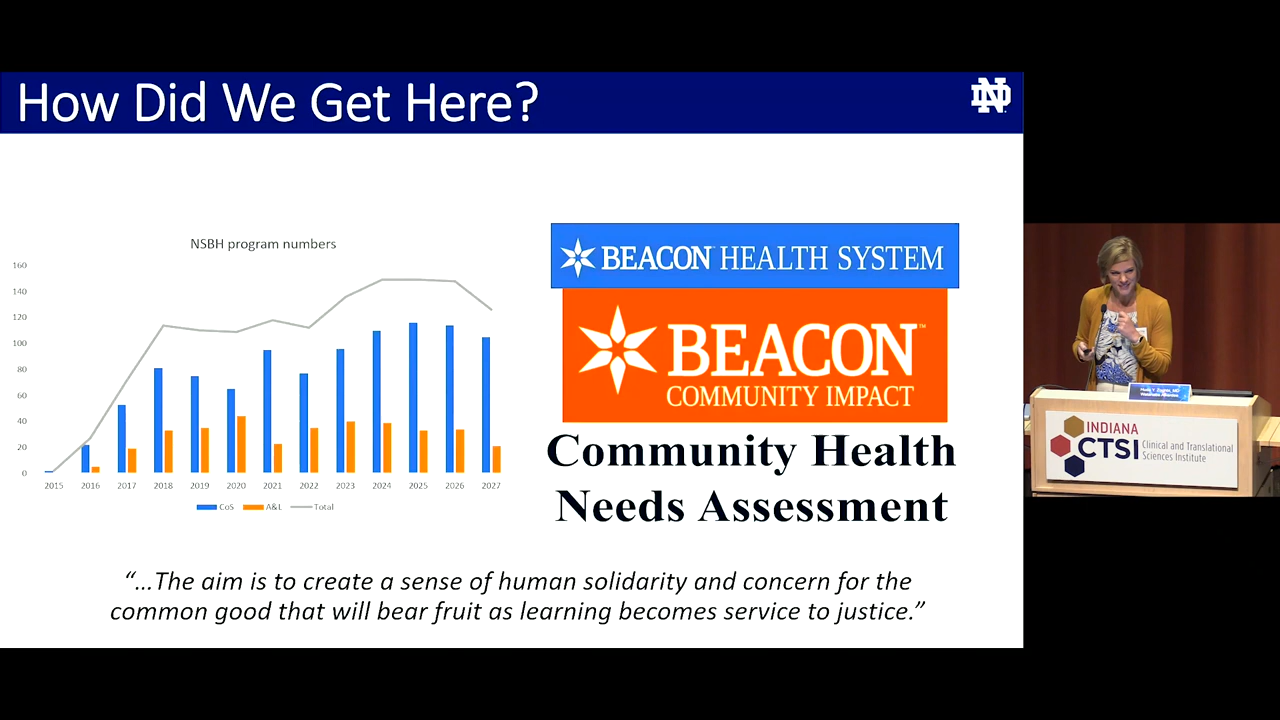 How Did We Get Here?
ND
NSBH program numbers
160
140
120
100
80
60
40
20
0
2015 2016 2017 2018 2019 2020 2021 2022 2023 2024 2025 2026 2027
CoS A&L Total
BEACON HEALTH SYSTEM
BEACON™
COMMUNITY IMPACT
Community Health
Needs Assessment
“...The aim is to create a sense of human solidarity and concern for the
common good that will bear fruit as learning becomes service to justice.”
INDIANA
CTSI
Clinical and Translational
Sciences Institute